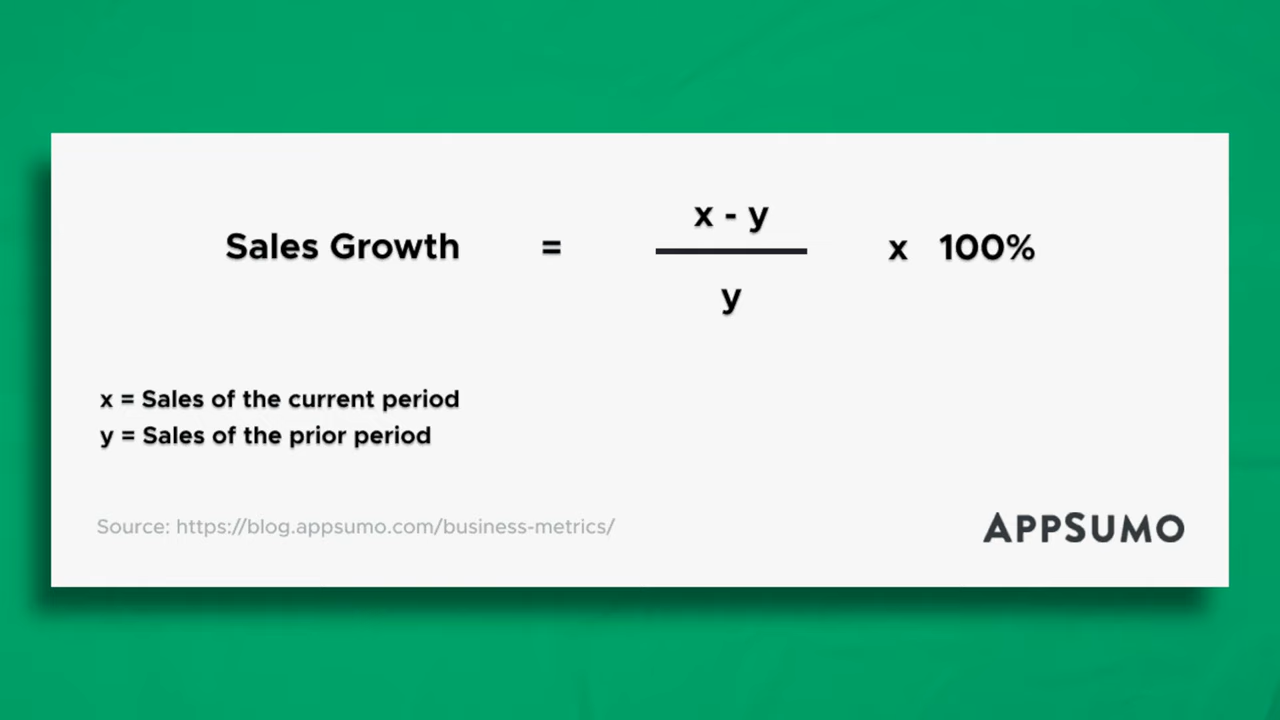 x - y
Sales Growth = x 100%
y
x = Sales of the current period
y = Sales of the prior period
Source: https://blog.appsumo.com/business-metrics/
APPSUMO